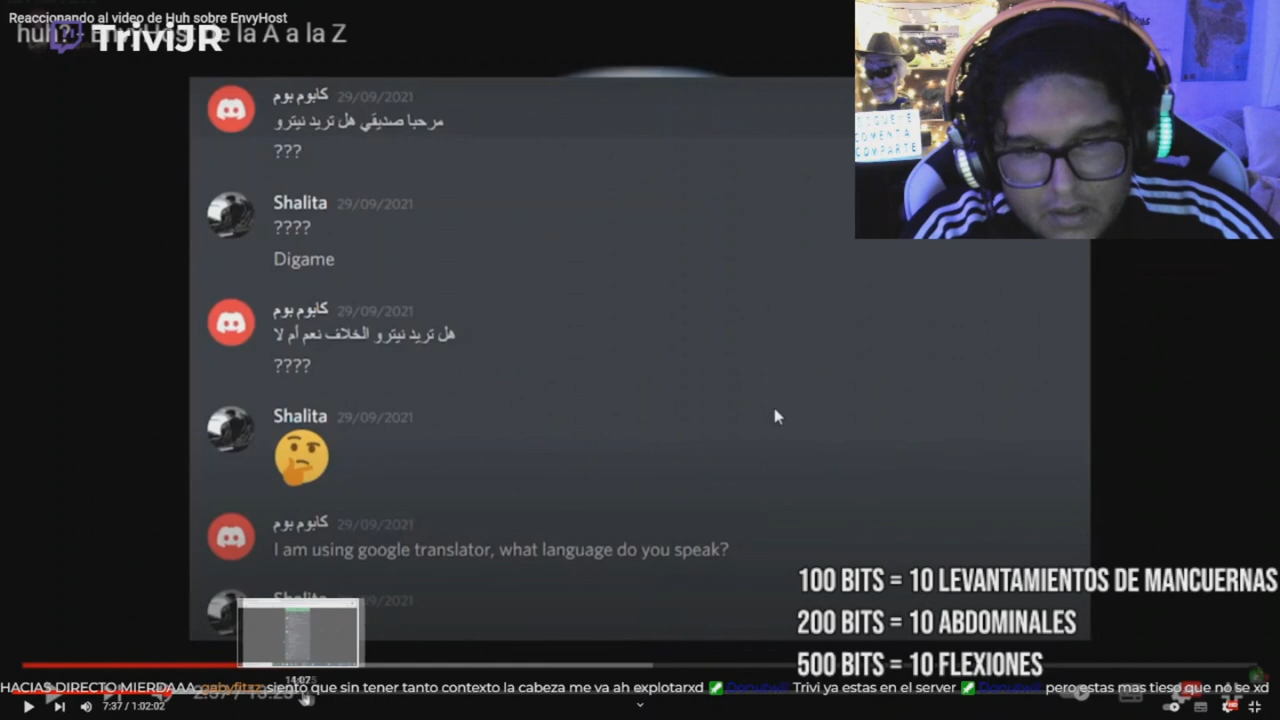 Reaccionando al video de Huh sobre EnvyHost
huh? - EnvyHost de la A a la Z
TriviJR
كابوم بوم 29/09/2021
مرحبا صديقي هل تريد نيترو
???
Shalita 29/09/2021
????
Digame
كابوم بوم 29/09/2021
هل تريد نيترو الخلاف نعم أم لا
????
Shalita 29/09/2021
كابوم بوم 29/09/2021
I am using google translator, what language do you speak?
Shalita
SIGUEME
COMENTA
COMPARTE
100 BITS = 10 LEVANTAMIENTOS DE MANCUERNAS
200 BITS = 10 ABDOMINALES
500 BITS = 10 FLEXIONES
HACIAS DIRECTO MIERDAAA siento que sin tener tanto contexto la cabeza me va ah explotarxd Trivi ya estas en el server pero estas mas tieso que no se xd
7:37 / 1:02:02